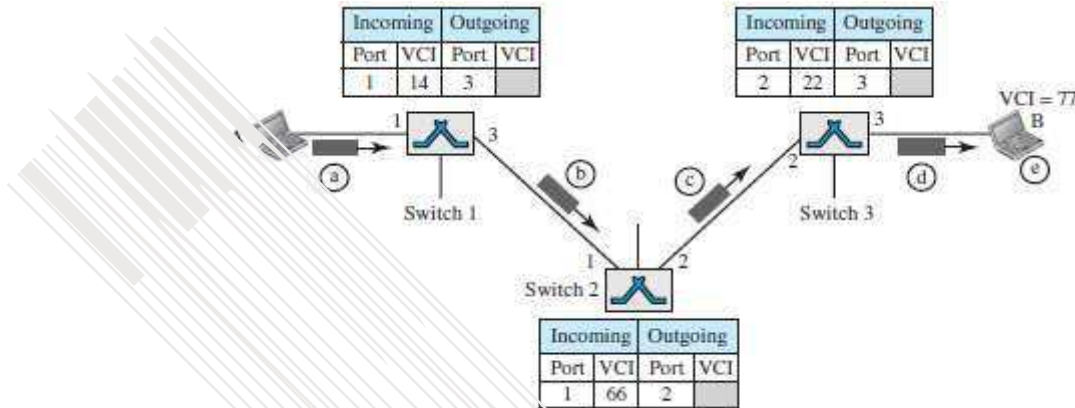 Incoming Outgoing
Port VCI Port VCI
1 14 3
Incoming Outgoing
Port VCI Port VCI
2 22 3
VCI = 77
B
1
3
2
3
a
b
c
d
e
Switch 1
Switch 3
1
2
Switch 2
Incoming Outgoing
Port VCI Port VCI
1 66 2